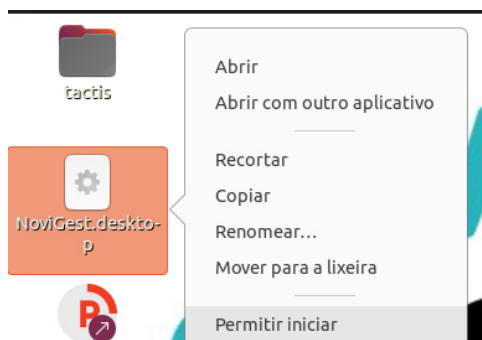 tactis
NoviGest.deskto-
p
Abrir
Abrir com outro aplicativo
Recortar
Copiar
Renomear...
Mover para a lixeira
Permitir iniciar